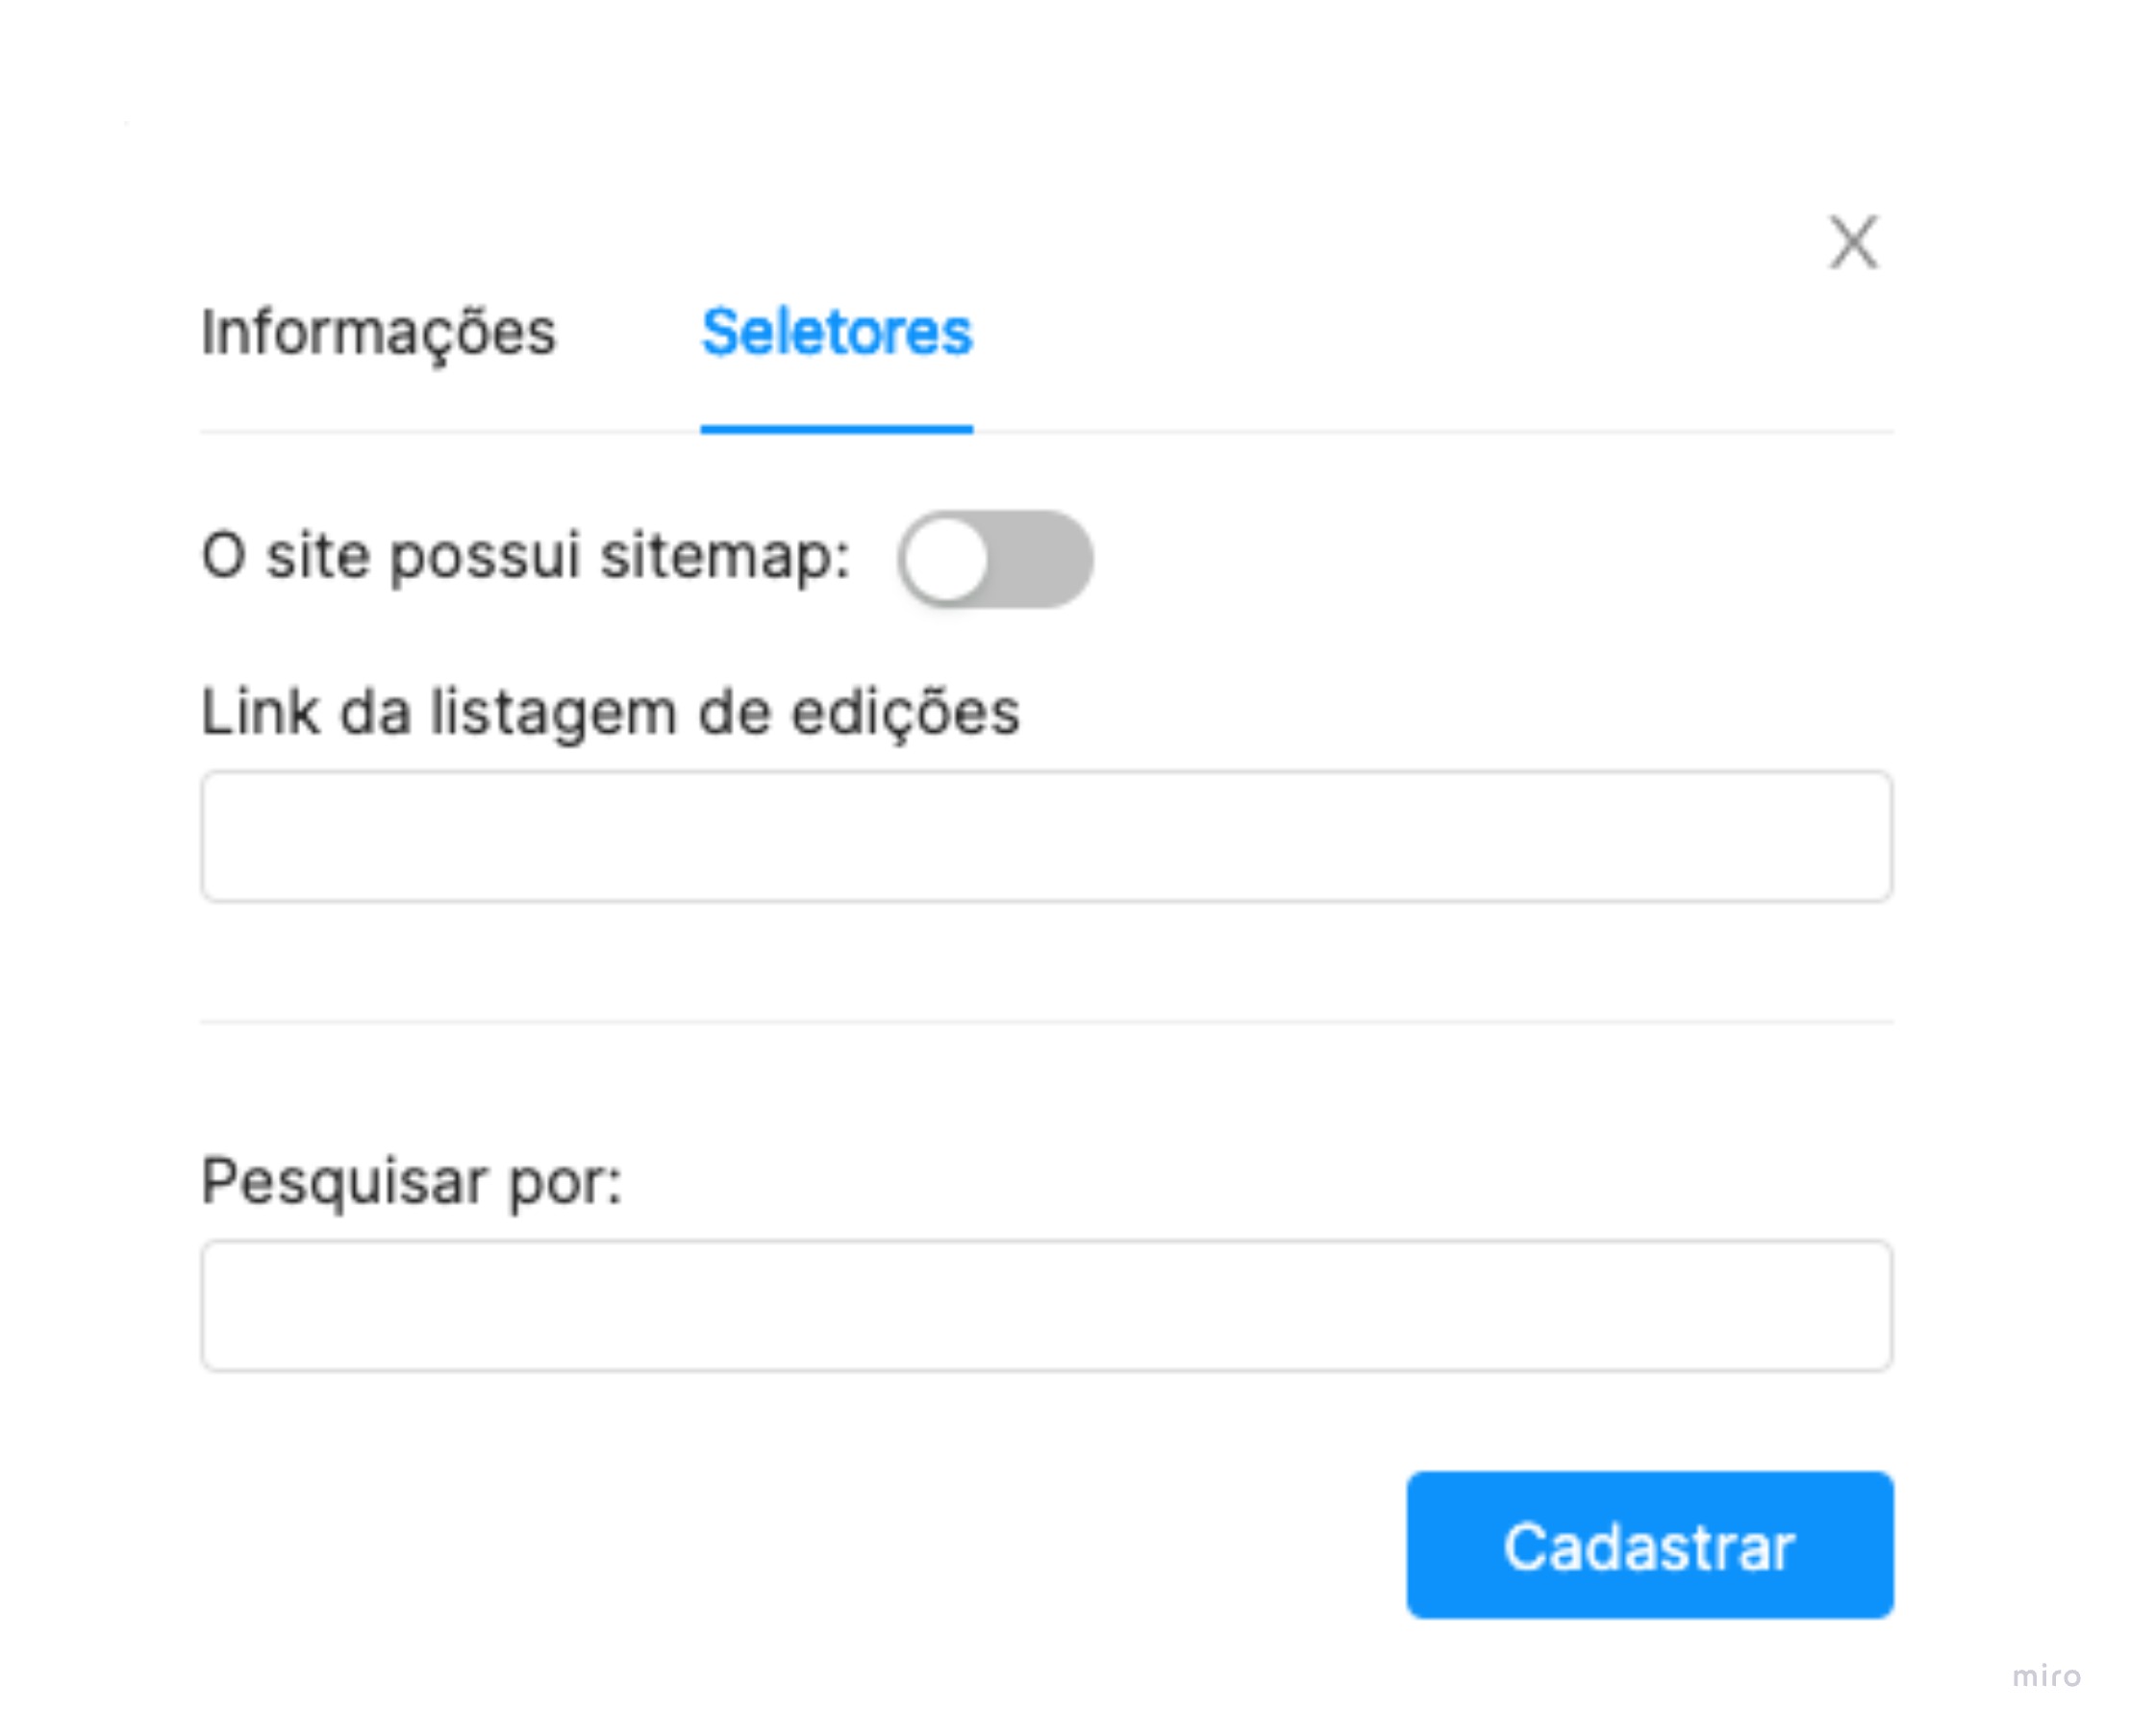 X
Informações Seletores
O site possui sitemap:
Link da listagem de edições
Pesquisar por:
Cadastrar
miro